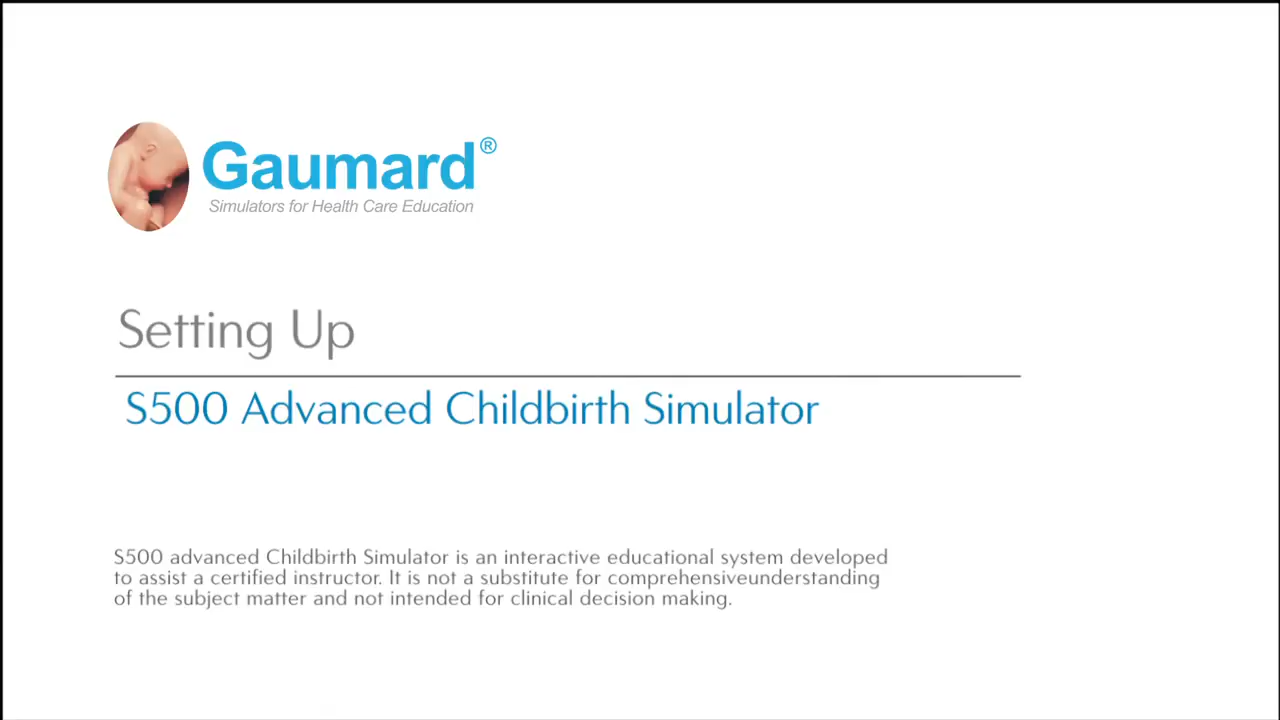 Gaumard®
Simulators for Health Care Education
Setting Up
S500 Advanced Childbirth Simulator
S500 advanced Childbirth Simulator is an interactive educational system developed
to assist a certified instructor. It is not a substitute for comprehensiveunderstanding
of the subject matter and not intended for clinical decision making.